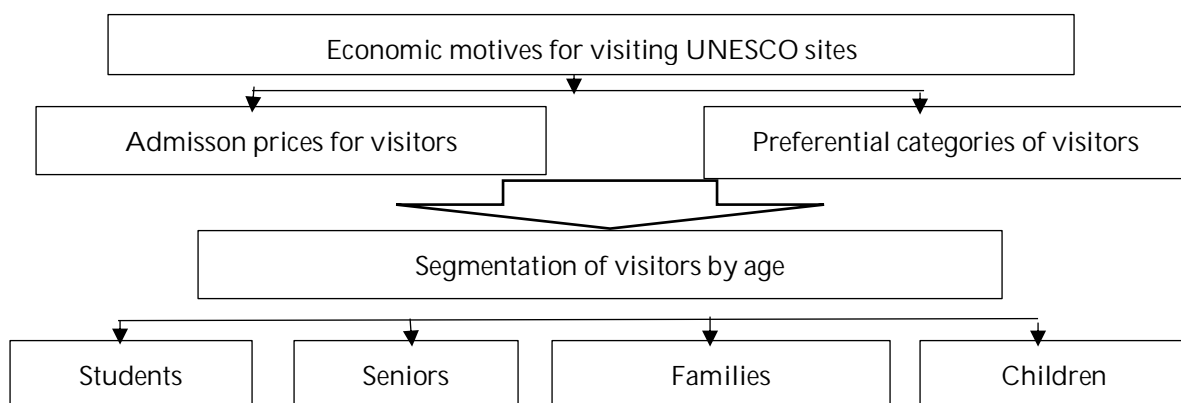 Economic motives for visiting UNESCO sites
Admisson prices for visitors
Preferential categories of visitors
Segmentation of visitors by age
Students
Seniors
Families
Children